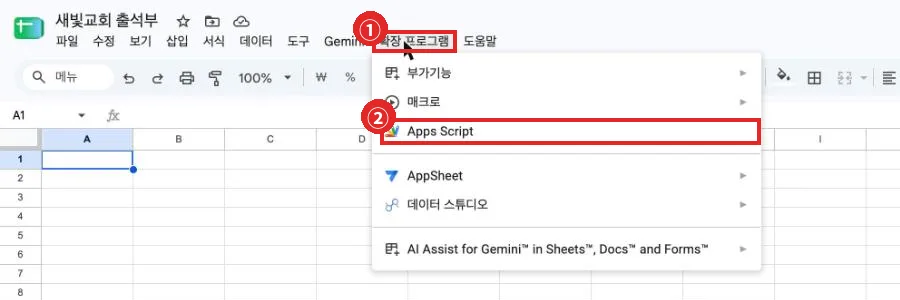 새빛교회 출석부
파일 수정 보기 삽입 서식 데이터 도구 Gemini 확장 프로그램 도움말
①
메뉴 100% ₩ %
부가기능
매크로
②
Apps Script
AppSheet
데이터 스튜디오
AI Assist for Gemini™ in Sheets™, Docs™ and Forms™
A1 fx
A B C D I
1
2
3
4
5
6
7
8